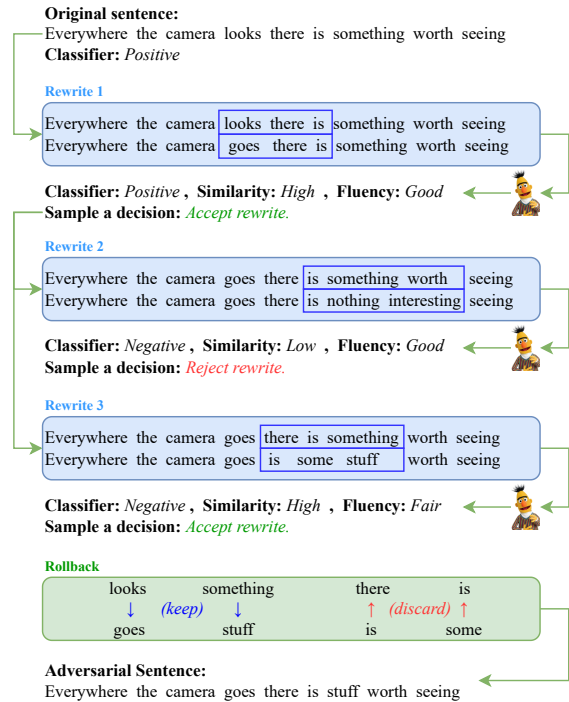 Original sentence:
Everywhere the camera looks there is something worth seeing
Classifier: Positive
Rewrite 1
Everywhere the camera looks there is something worth seeing
Everywhere the camera goes there is something worth seeing
Classifier: Positive , Similarity: High , Fluency: Good
Sample a decision: Accept rewrite.
Rewrite 2
Everywhere the camera goes there is something worth seeing
Everywhere the camera goes there is nothing interesting seeing
Classifier: Negative , Similarity: Low , Fluency: Good
Sample a decision: Reject rewrite.
Rewrite 3
Everywhere the camera goes there is something worth seeing
Everywhere the camera goes is some stuff worth seeing
Classifier: Negative , Similarity: High , Fluency: Fair
Sample a decision: Accept rewrite.
Rollback
looks something there is
↓ (keep) ↓ ↑ (discard) ↑
goes stuff is some
Adversarial Sentence:
Everywhere the camera goes there is stuff worth seeing